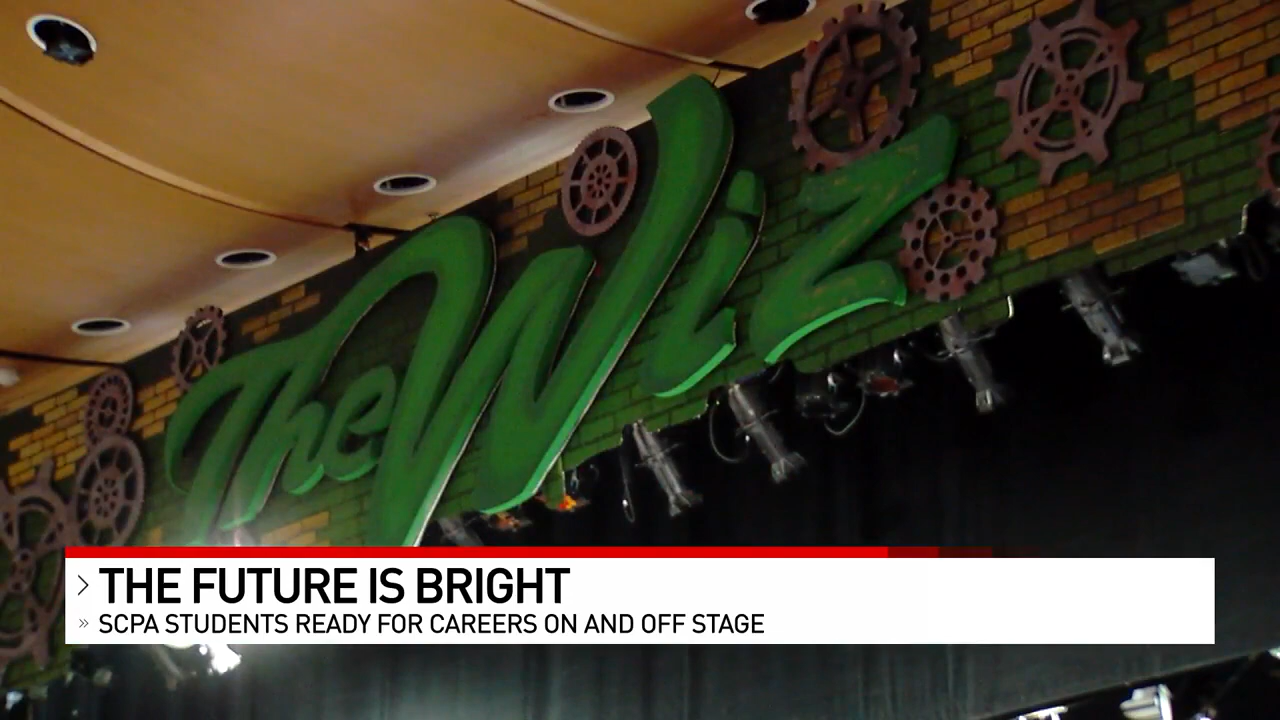 The Wiz
THE FUTURE IS BRIGHT
SCPA STUDENTS READY FOR CAREERS ON AND OFF STAGE